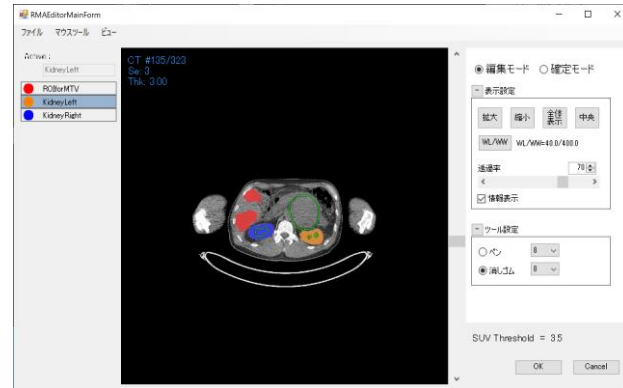 RMAEditorMainForm
ファイル マウスツール ビュー
Active :
KidneyLeft
ROIforMTV
KidneyLeft
KidneyRight
CT #135/323
Se: 3
Thk: 3.00
編集モード 確定モード
表示設定
拡大 縮小 全体表示 中央
WL/WW WL/WW=40.0/400.0
透過率 70
情報表示
ツール設定
ペン 8
消しゴム 8
SUV Threshold = 3.5
OK Cancel